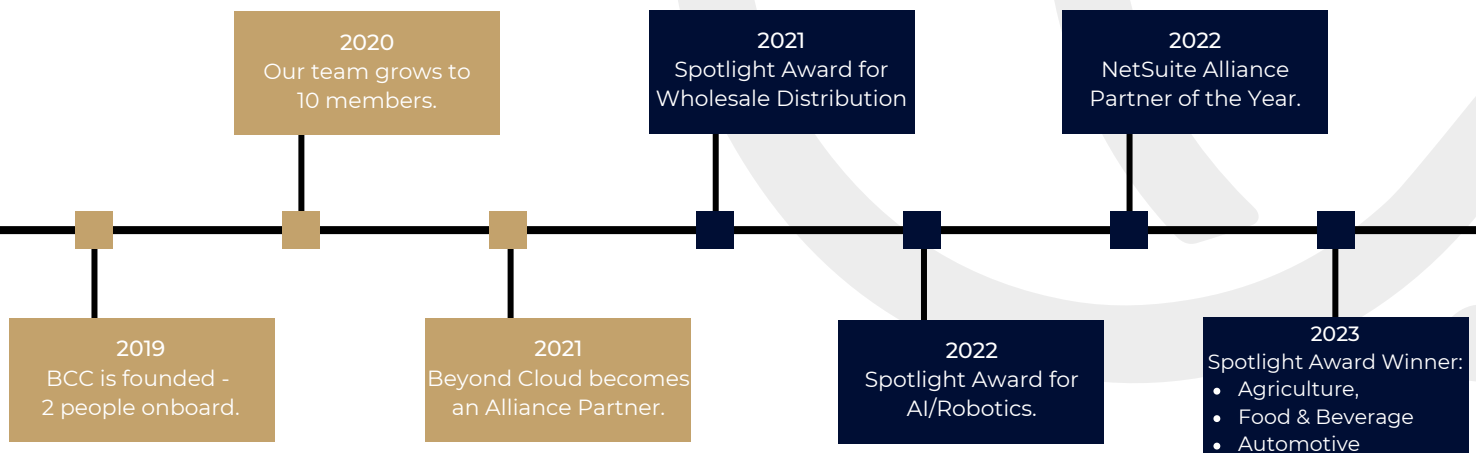 2019
BCC is founded -
2 people onboard.
2020
Our team grows to
10 members.
2021
Beyond Cloud becomes
an Alliance Partner.
2021
Spotlight Award for
Wholesale Distribution
2022
Spotlight Award for
AI/Robotics.
2022
NetSuite Alliance
Partner of the Year.
2023
Spotlight Award Winner:
• Agriculture,
• Food & Beverage
• Automotive